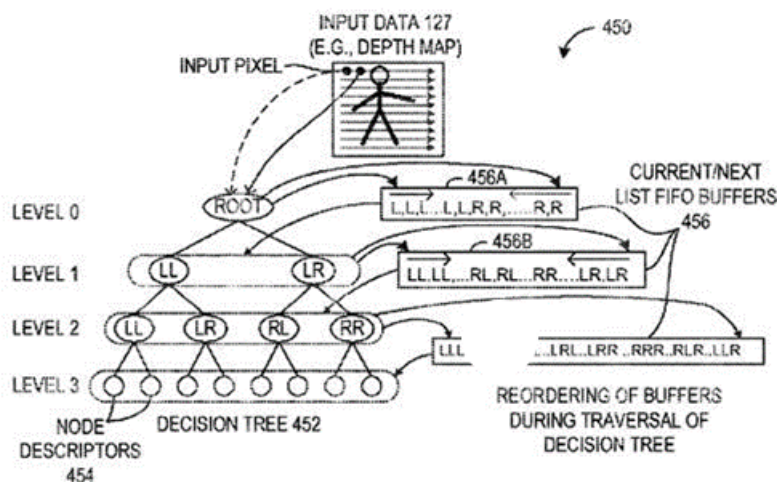 INPUT DATA 127
(E.G., DEPTH MAP)
450
INPUT PIXEL
456A
CURRENT/NEXT
LIST FIFO BUFFERS
456
LEVEL 0
ROOT
L,L,L....L,L,R,R,.....R,R
456B
LEVEL 1
LL
LR
LL,LL,...RL,RL...RR....LR,LR
LEVEL 2
LL
LR
RL
RR
LLL
...LRL...LRR...RRR...RLR...LLR
LEVEL 3
NODE
DESCRIPTORS
454
DECISION TREE 452
REORDERING OF BUFFERS
DURING TRAVERSAL OF
DECISION TREE